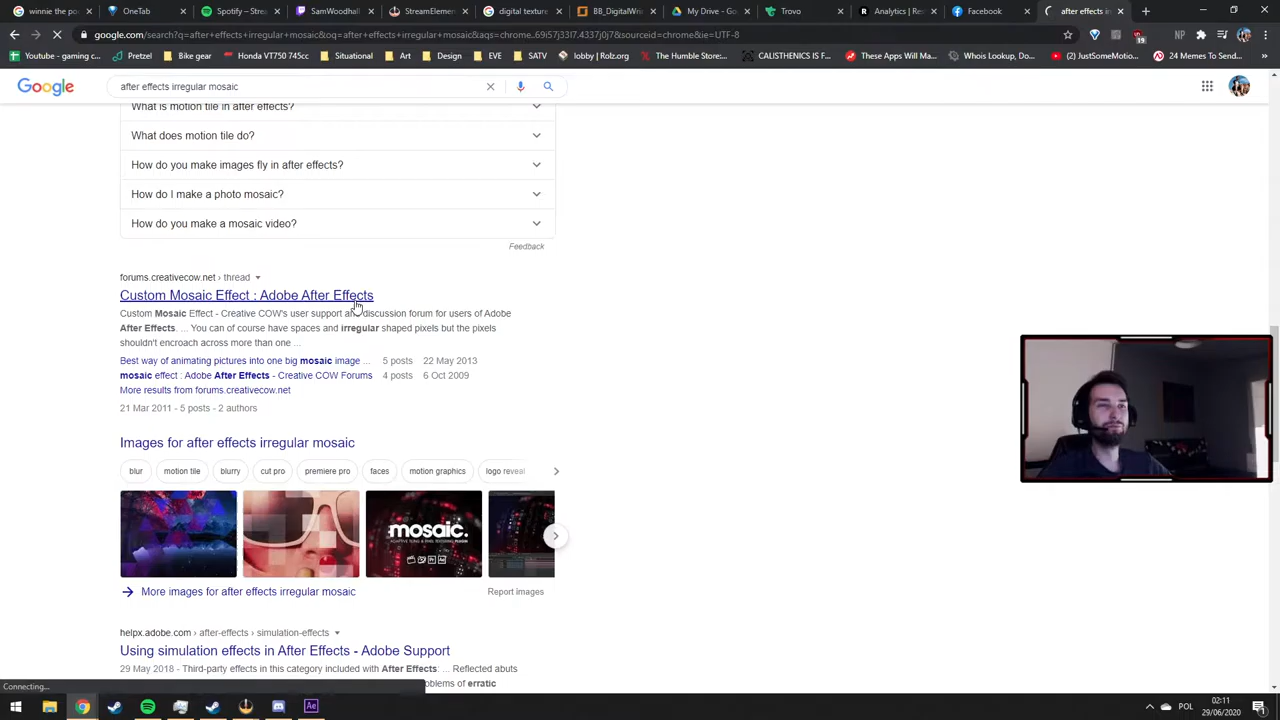 winnie the po
OneTab
Spotify – Strea
SamWoodhall
StreamElemen
digital texture
BB_DigitalWri
My Drive - Go
Trovo
Analytics | Re
Facebook
after effects in
google.com/search?q=after+effects+irregular+mosaic&oq=after+effects+irregular+mosaic&aqs=chrome..69i57j33l7.4337j0j7&sourceid=chrome&ie=UTF-8
Youtube - gaming c...
Pretzel
Bike gear
Honda VT750 745cc
Stratford upon Avon
Art
EVE
SATV
lobby | Rolz.org
The Humble Store...
CALISTHENICS IS...
These Apps Will Ma...
Whois Lookup, Do...
(2) JustSomeMotion...
24 Memes To Send...
Google
after effects irregular mosaic
What is motion tile in after effects?
What does motion tile do?
How do you make images fly in after effects?
How do I make a photo mosaic?
How do you make a mosaic video?
Feedback
forums.creativecow.net › thread
Custom Mosaic Effect : Adobe After Effects
Custom Mosaic Effect - Creative COW's user support and discussion forum for users of Adobe
After Effects. ... You can of course have spaces and irregular shaped pixels but the pixels
shouldn't encroach across more than one ...
Best way of animating pictures into one big mosaic image ... 5 posts 22 May 2013
mosaic effect : Adobe After Effects - Creative COW Forums 4 posts 6 Oct 2009
More results from forums.creativecow.net
21 Mar 2011 - 5 posts - 2 authors
Images for after effects irregular mosaic
blur motion tile blurry cut pro premiere pro faces motion graphics logo reveal
mosaic.
More images for after effects irregular mosaic
Report images
helpx.adobe.com › after-effects › simulation-effects
Using simulation effects in After Effects - Adobe Support
29 May 2018 - Third-party effects in this category included with After Effects: ... Reflected abuts
oblems of erratic
Connecting...
Ae
POL
02:11
29/06/2020